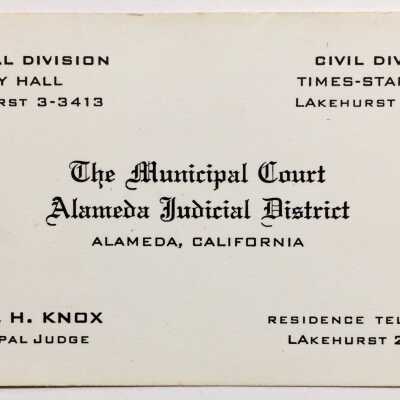 L DIVISION
Y HALL
RST 3-3413
CIVIL DIV
TIMES-STA
LAKEHURST
The Municipal Court
Alameda Judicial District
ALAMEDA, CALIFORNIA
. H. KNOX
PAL JUDGE
RESIDENCE TEL
LAKEHURST 2